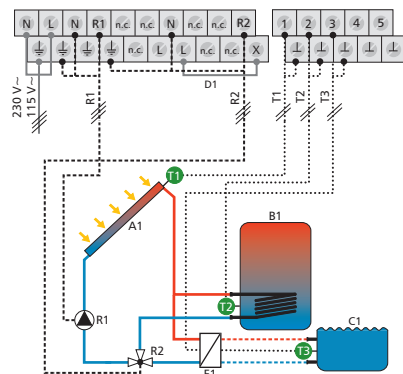 N L N R1 n.c. n.c. N n.c. n.c. R2
1 2 3 4 5
n.c. L L n.c. X
D1
230 V~
115 V~
R1
R2
T1
T2
T3
T1
A1
B1
T2
R1
R2
C1
T3